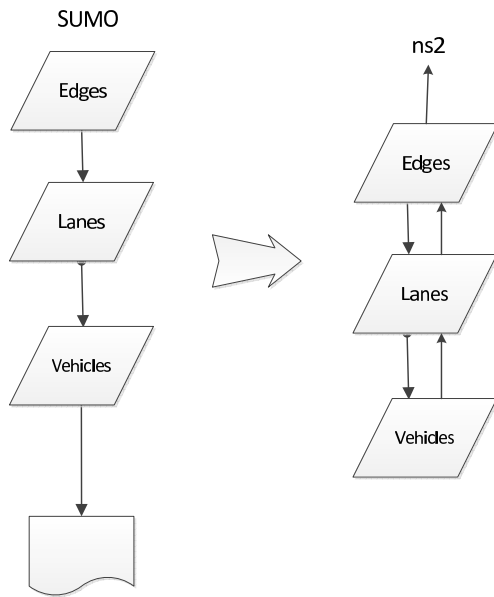 SUMO
Edges
Lanes
Vehicles
ns2
Edges
Lanes
Vehicles